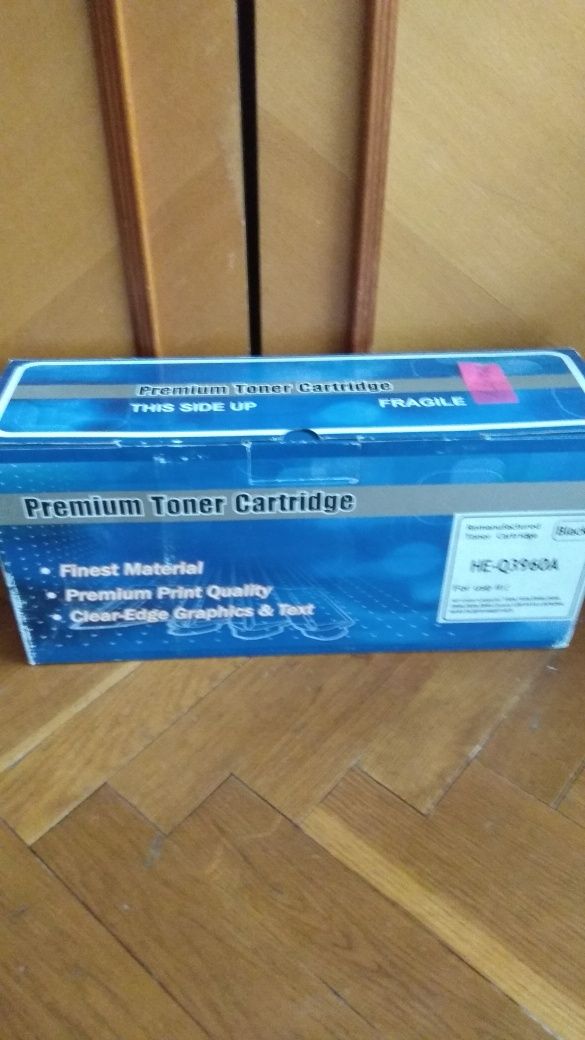 Premium Toner Cartridge
THIS SIDE UP FRAGILE
Premium Toner Cartridge
• Finest Material
• Premium Print Quality
• Clear-Edge Graphics & Text
Remanufactured
Toner Cartridge
Black
HE-Q3960A
For use in: